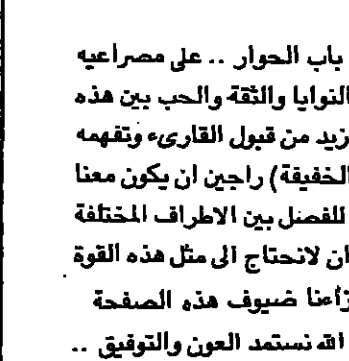 باب الحوار .. على مصراعيه
النوايا والثقة والحب بين هذه
زيد من قبول القارىء وتفهمه
الخفيفة) راجين ان يكون معنا
للفصل بين الاطراف المختلفة
ان لانحتاج الى مثل هذه القوة
زأعنا ضيوف هذه الصفحة
الله نستمد العون والتوفيق ..